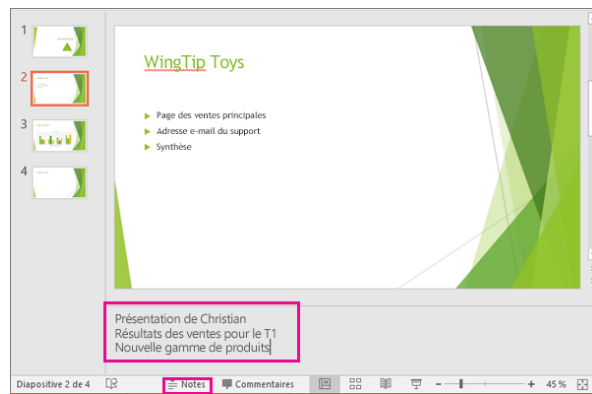 1
2
3
4
WingTip Toys
Page des ventes principales
Adresse e-mail du support
Synthèse
Présentation de Christian
Résultats des ventes pour le T1
Nouvelle gamme de produits
Diapositive 2 de 4 Notes Commentaires - + 45 %